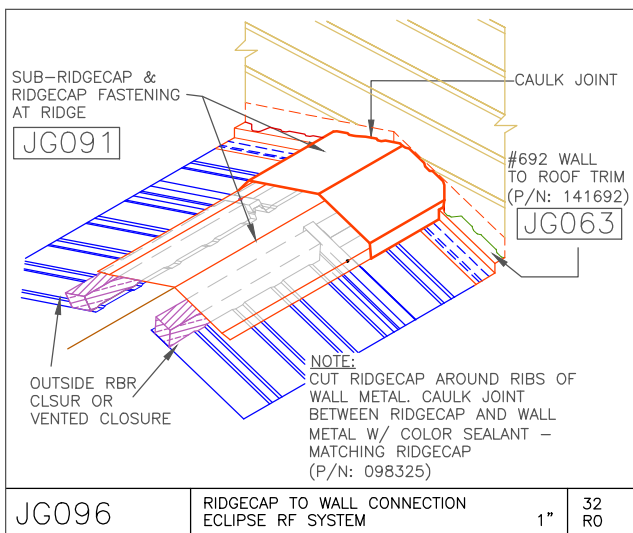 SUB-RIDGECAP &
RIDGECAP FASTENING
AT RIDGE
JG091
CAULK JOINT
#692 WALL
TO ROOF TRIM
(P/N: 141692)
JG063
OUTSIDE RBR
CLSUR OR
VENTED CLOSURE
NOTE:
CUT RIDGECAP AROUND RIBS OF
WALL METAL. CAULK JOINT
BETWEEN RIDGECAP AND WALL
METAL W/ COLOR SEALANT -
MATCHING RIDGECAP
(P/N: 098325)
JG096
RIDGECAP TO WALL CONNECTION
ECLIPSE RF SYSTEM
1"
32
R0